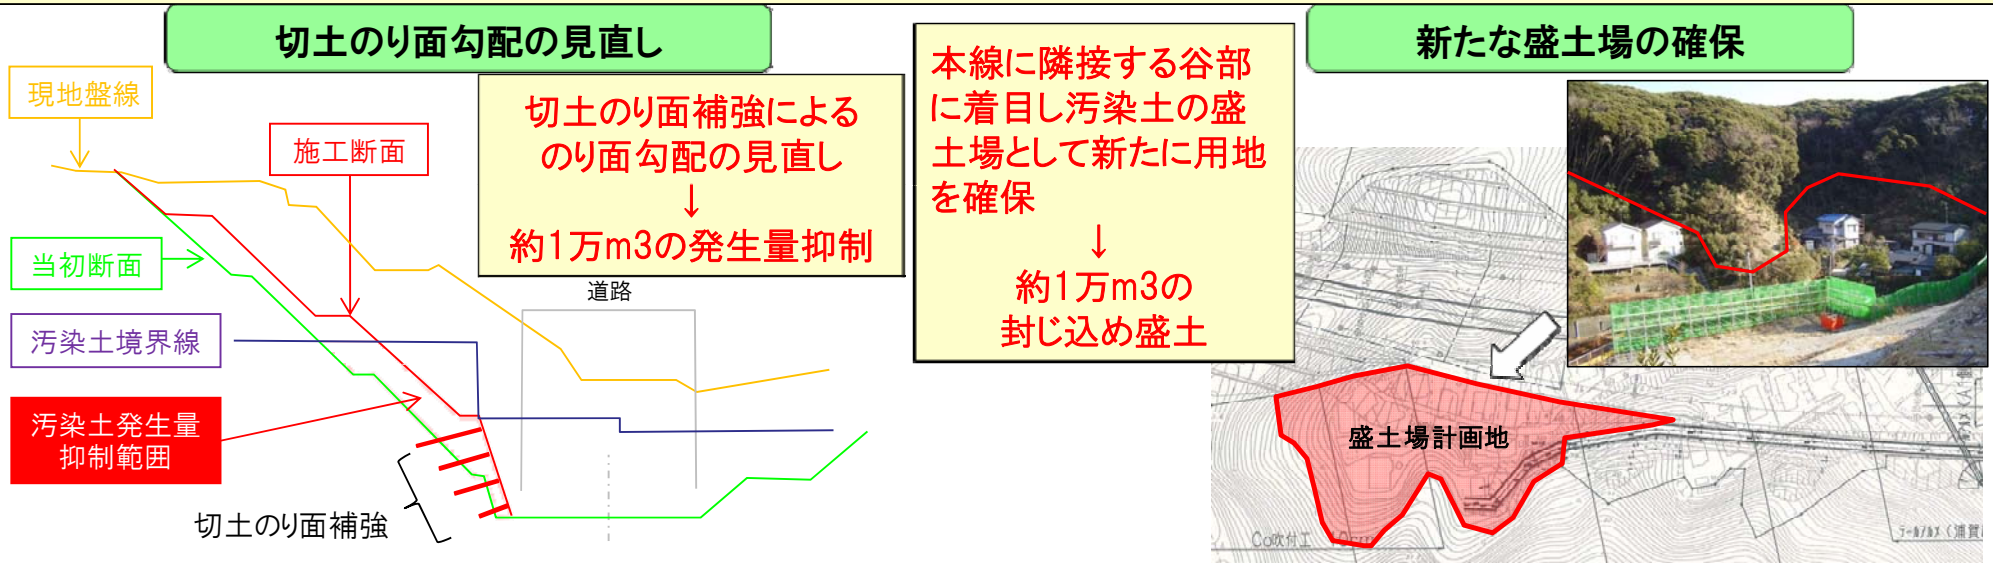 切土のり面勾配の見直し
現地盤線
施工断面
当初断面
汚染土境界線
汚染土発生量
抑制範囲
切土のり面補強
切土のり面補強による
のり面勾配の見直し
↓
約1万m3の発生量抑制
道路
本線に隣接する谷部
に着目し汚染土の盛
土場として新たに用地
を確保
↓
約1万m3の
封じ込め盛土
新たな盛土場の確保
盛土場計画地
Co吹付工